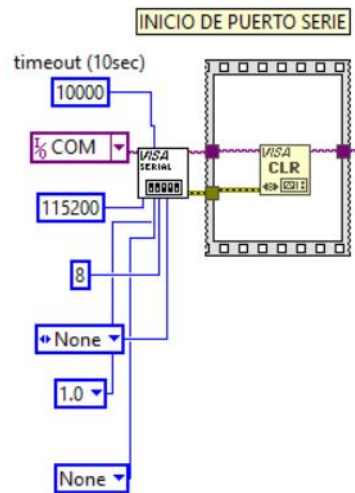 INICIO DE PUERTO SERIE
timeout (10sec)
10000
I/O COM
VISA
SERIAL
VISA
CLR
115200
8
None
1.0
None